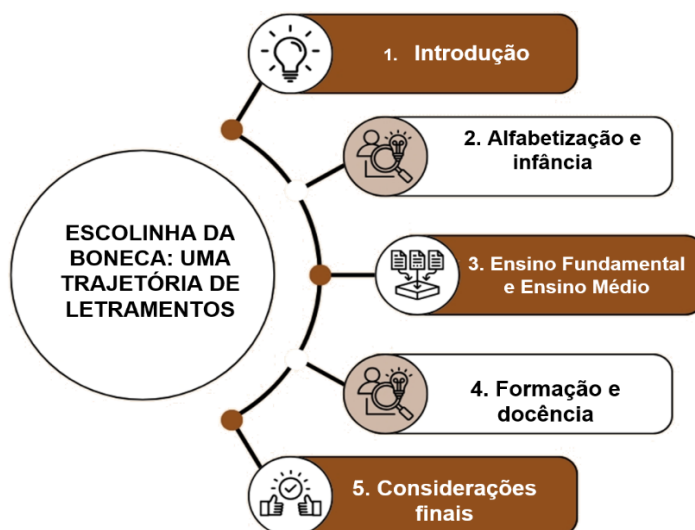 ESCOLINHA DA
BONECA: UMA
TRAJETÓRIA DE
LETRAMENTOS
1. Introdução
2. Alfabetização e
infância
3. Ensino Fundamental
e Ensino Médio
4. Formação e
docência
5. Considerações
finais